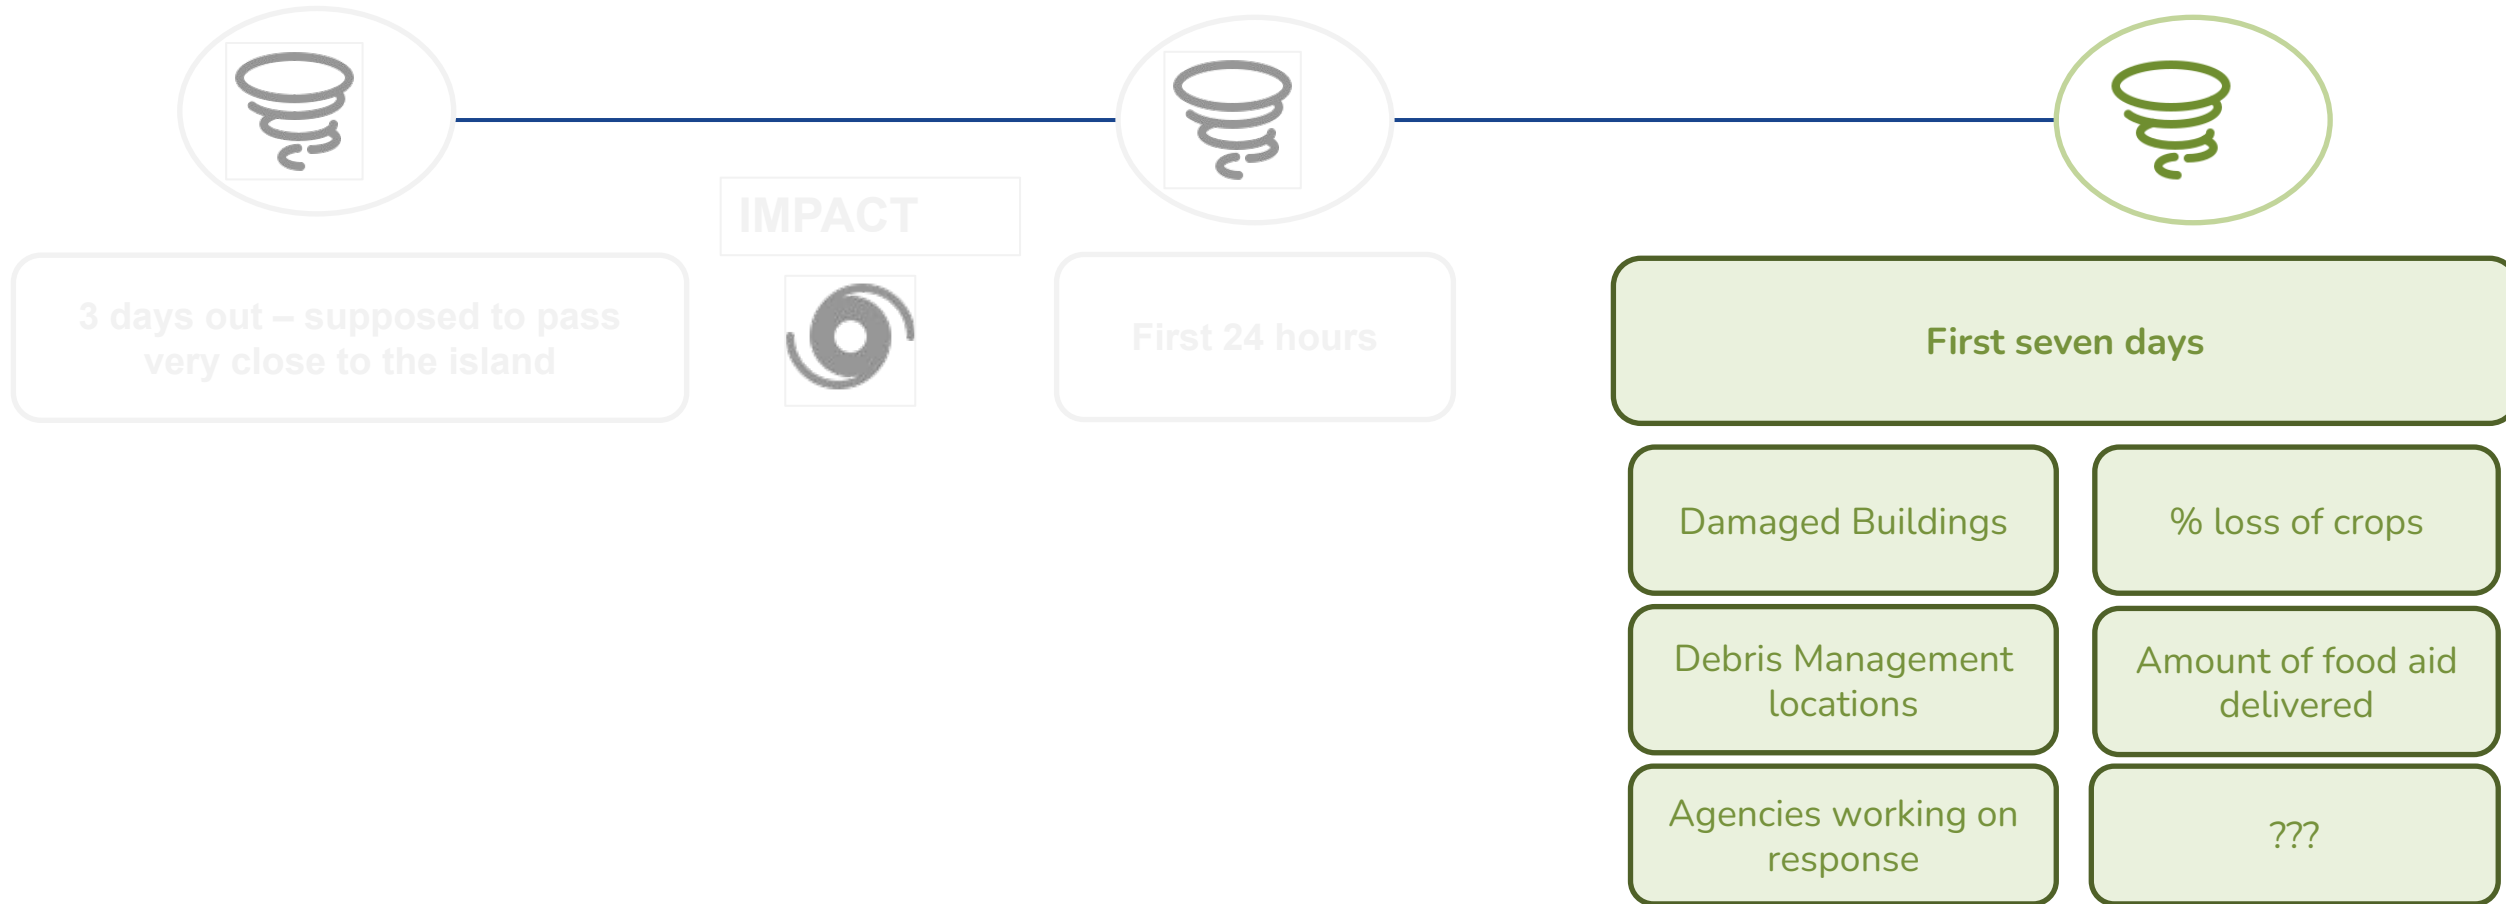 IMPACT
3 days out – supposed to pass
very close to the island
First 24 hours
First seven days
Damaged Buildings
% loss of crops
Debris Management
locations
Amount of food aid
delivered
Agencies working on
response
???